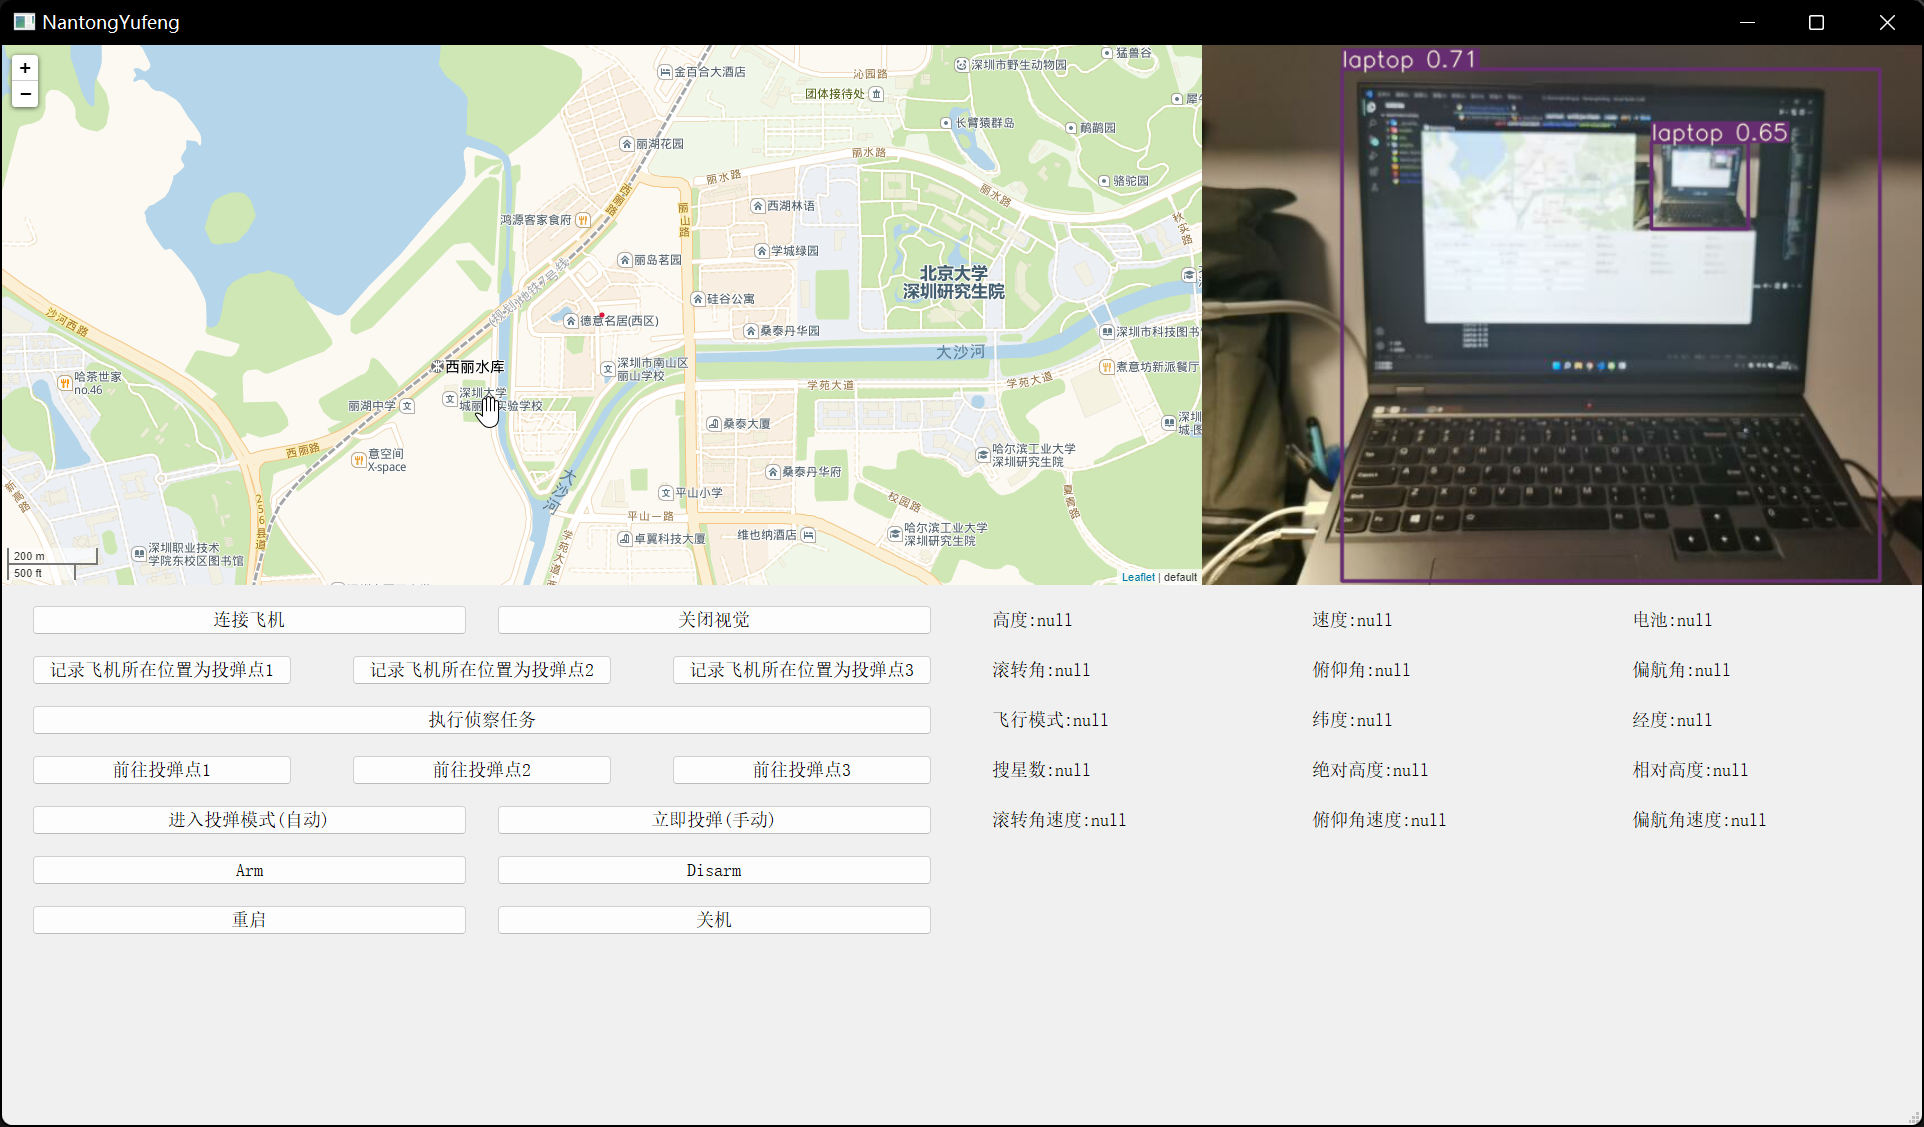 NantongYufeng
+
−
金百合大酒店
沁园路
团体接待处
深圳市野生动物园
猛兽谷
长臂猿群岛
鸸鹋园
丽湖花园
丽水路
丽水路
丽水路
骆驼园
西丽路
鸿源客家食府
丽山路
西湖林语
秋实路
学城绿园
丽岛茗园
北京大学
深圳研究生院
(规划)地铁7号线
硅谷公寓
沙河西路
德意名居(西区)
桑泰丹华园
深圳市科技图书
大沙河
西丽水库
深圳市南山区
丽山学校
煮意坊新派餐厅
哈茶世家
no.46
学苑大道
学苑大道
丽湖中学
深圳大学
实验学校
桑泰大厦
西丽路
意空间
X-space
哈尔滨工业大学
深圳研究生院
桑泰丹华府
大沙河
平山小学
校园路
256县道
平山一路
卓冀科技大厦
维也纳酒店
哈尔滨工业大学
深圳研究生院
深圳职业技术
学院东校区图书馆
200 m
500 ft
Leaflet | default
laptop 0.71
laptop 0.65
连接飞机
关闭视觉
高度:null
速度:null
电池:null
记录飞机所在位置为投弹点1
记录飞机所在位置为投弹点2
记录飞机所在位置为投弹点3
滚转角:null
俯仰角:null
偏航角:null
执行侦察任务
飞行模式:null
纬度:null
经度:null
前往投弹点1
前往投弹点2
前往投弹点3
搜星数:null
绝对高度:null
相对高度:null
进入投弹模式(自动)
立即投弹(手动)
滚转角速度:null
俯仰角速度:null
偏航角速度:null
Arm
Disarm
重启
关机